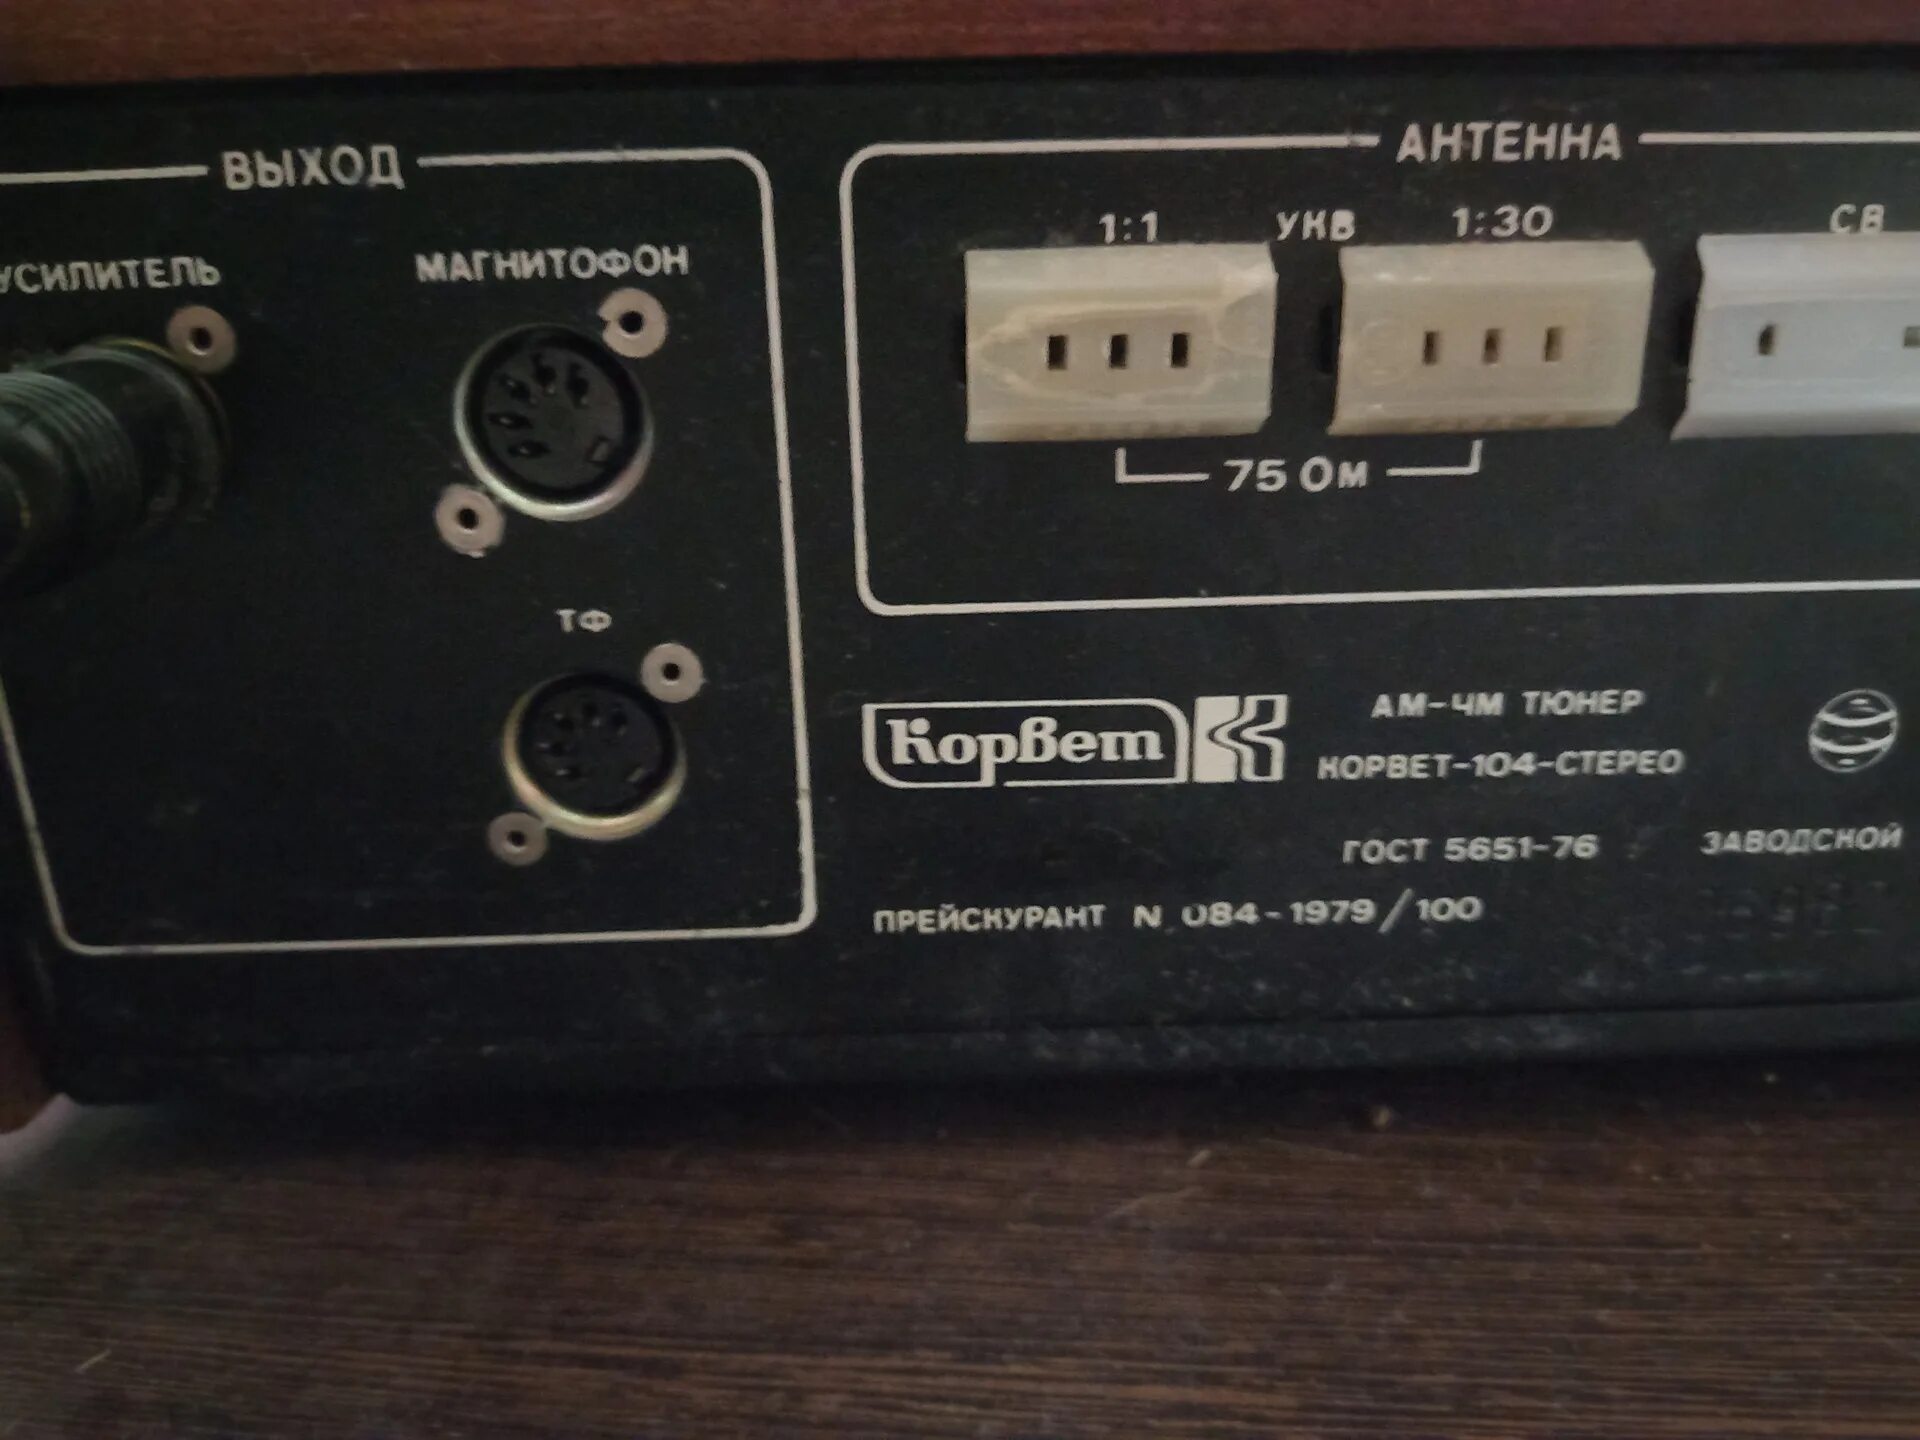 ВЫХОД
УСИЛИТЕЛЬ
МАГНИТОФОН
ТФ
АНТЕННА
1:1 УКВ 1:30 СВ
75 Ом
Корвет
АМ-ЧМ ТЮНЕР
КОРВЕТ-104-СТЕРЕО
ГОСТ 5651-76 ЗАВОДСКОЙ
ПРЕЙСКУРАНТ N 084-1979/100